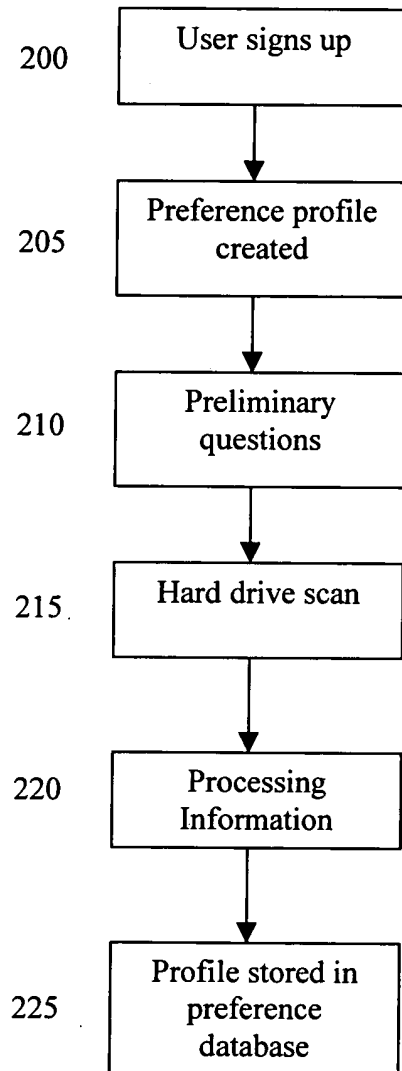 200
User signs up
205
Preference profile
created
210
Preliminary
questions
215
Hard drive scan
220
Processing
Information
225
Profile stored in
preference
database